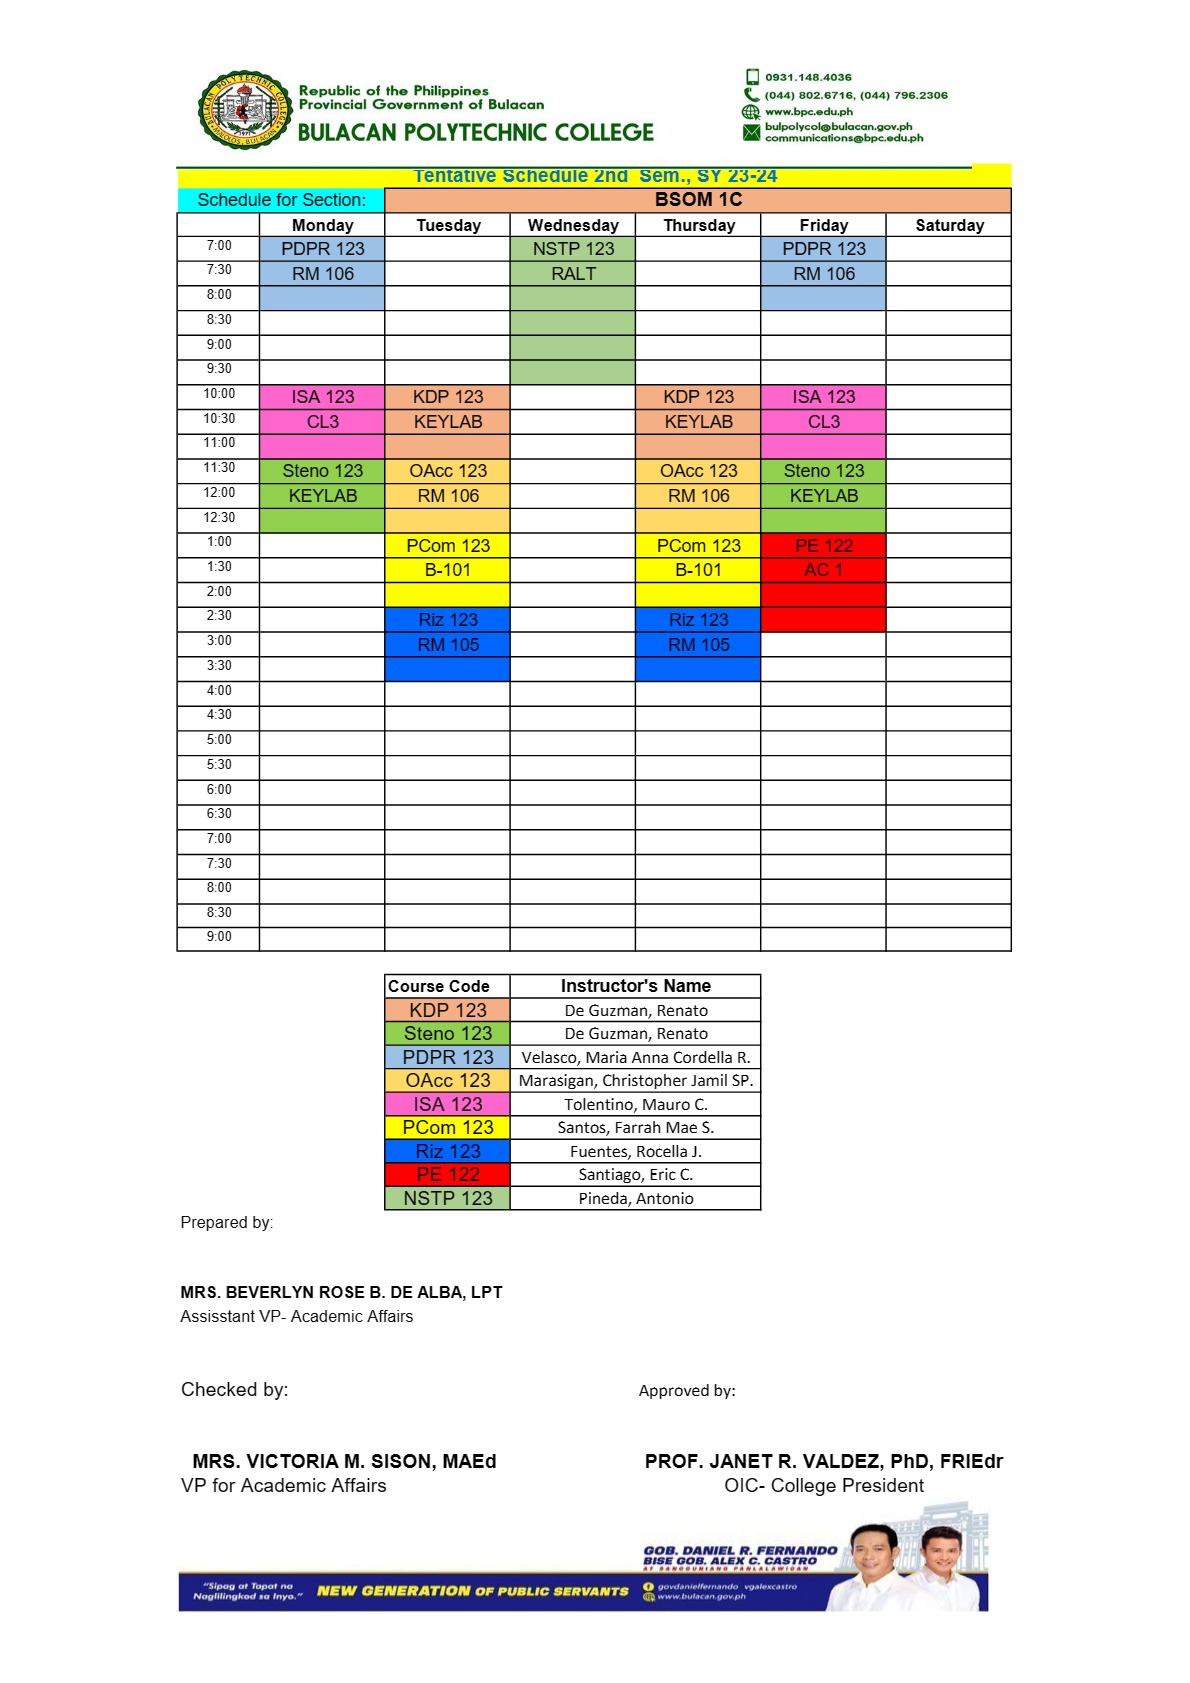 Republic of the Philippines
Provincial Government of Bulacan
BULACAN POLYTECHNIC COLLEGE
BULACAN POLYTECHNIC COLLEGE
MALOLOS, BULACAN
1971
0931.148.4036
(044) 802.6716, (044) 796.2306
www.bpc.edu.ph
bulpolycol@bulacan.gov.ph
communications@bpc.edu.ph
Tentative Schedule 2nd Sem., SY 23-24
Schedule for Section: BSOM 1C
Monday Tuesday Wednesday Thursday Friday Saturday
7:00 PDPR 123 NSTP 123 PDPR 123
7:30 RM 106 RALT RM 106
8:00
8:30
9:00
9:30
10:00 ISA 123 KDP 123 KDP 123 ISA 123
10:30 CL3 KEYLAB KEYLAB CL3
11:00
11:30 Steno 123 OAcc 123 OAcc 123 Steno 123
12:00 KEYLAB RM 106 RM 106 KEYLAB
12:30
1:00 PCom 123 PCom 123 PE 122
1:30 B-101 B-101 AC 1
2:00
2:30 Riz 123 Riz 123
3:00 RM 105 RM 105
3:30
4:00
4:30
5:00
5:30
6:00
6:30
7:00
7:30
8:00
8:30
9:00
Course Code Instructor's Name
KDP 123 De Guzman, Renato
Steno 123 De Guzman, Renato
PDPR 123 Velasco, Maria Anna Cordella R.
OAcc 123 Marasigan, Christopher Jamil SP.
ISA 123 Tolentino, Mauro C.
PCom 123 Santos, Farrah Mae S.
Riz 123 Fuentes, Rocella J.
PE 122 Santiago, Eric C.
NSTP 123 Pineda, Antonio
Prepared by:
MRS. BEVERLYN ROSE B. DE ALBA, LPT
Assisstant VP- Academic Affairs
Checked by: Approved by:
MRS. VICTORIA M. SISON, MAEd PROF. JANET R. VALDEZ, PhD, FRIEdr
VP for Academic Affairs OIC- College President
GOB. DANIEL R. FERNANDO
BISE GOB. ALEX C. CASTRO
AT SANGGUNIANG PANLALAWIGAN
"Sipag at Tapat na
Naglilingkod sa Inyo."
NEW GENERATION OF PUBLIC SERVANTS
govdanielfernando vgalexcastro
www.bulacan.gov.ph